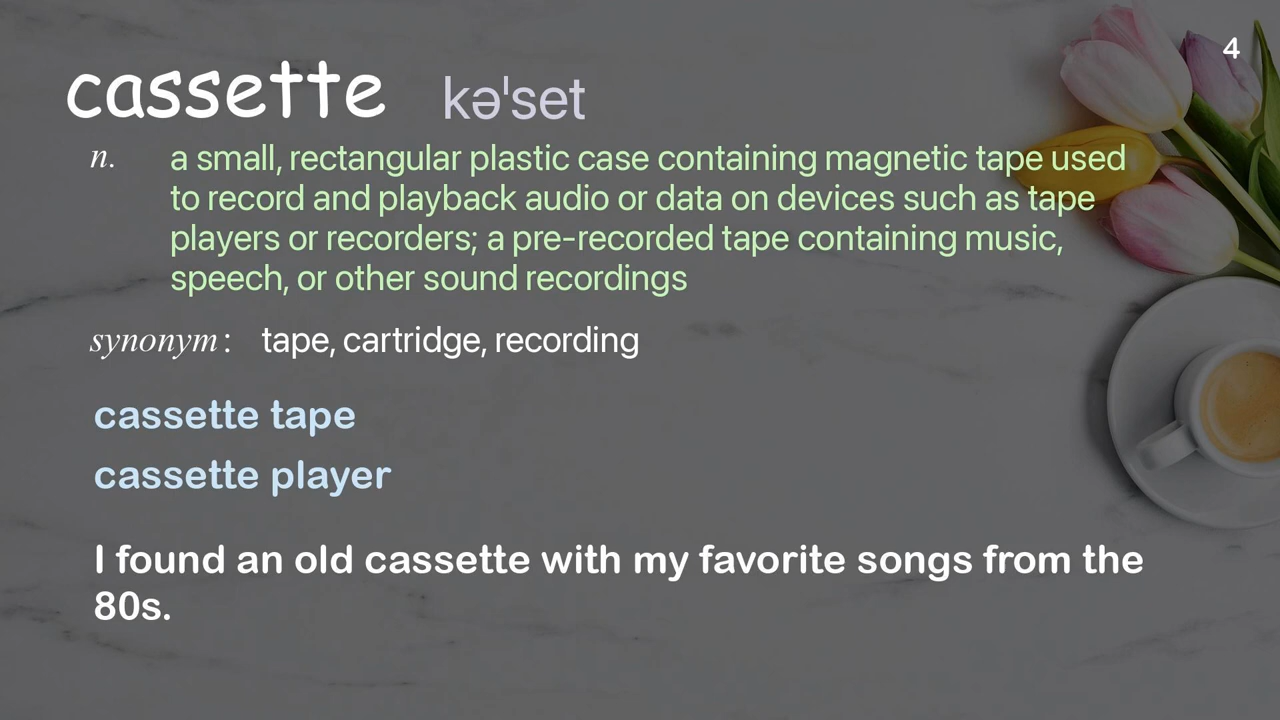 4
cassette kəˈset
n. a small, rectangular plastic case containing magnetic tape used
to record and playback audio or data on devices such as tape
players or recorders; a pre-recorded tape containing music,
speech, or other sound recordings
synonym: tape, cartridge, recording
cassette tape
cassette player
I found an old cassette with my favorite songs from the
80s.